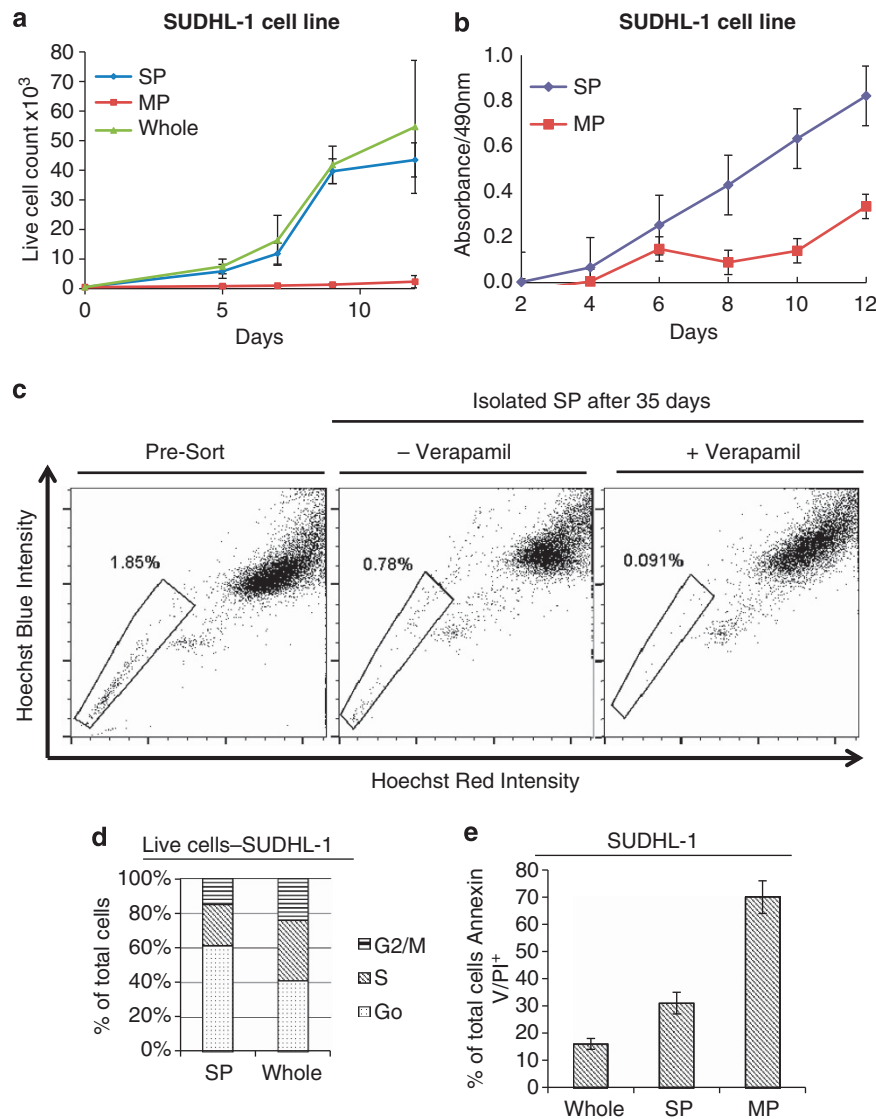 a
SUDHL-1 cell line
Live cell count x10³
80
70
60
50
40
30
20
10
0
SP
MP
Whole
0
5
10
Days
b
SUDHL-1 cell line
Absorbance/490nm
1.0
0.8
0.6
0.4
0.2
0.0
SP
MP
2
4
6
8
10
12
Days
c
Isolated SP after 35 days
Pre-Sort
– Verapamil
+ Verapamil
Hoechst Blue Intensity
1.85%
0.78%
0.091%
Hoechst Red Intensity
d
Live cells–SUDHL-1
% of total cells
100%
80%
60%
40%
20%
0%
G2/M
S
Go
SP
Whole
e
SUDHL-1
% of total cells Annexin
V/PI⁺
80
70
60
50
40
30
20
10
0
Whole
SP
MP